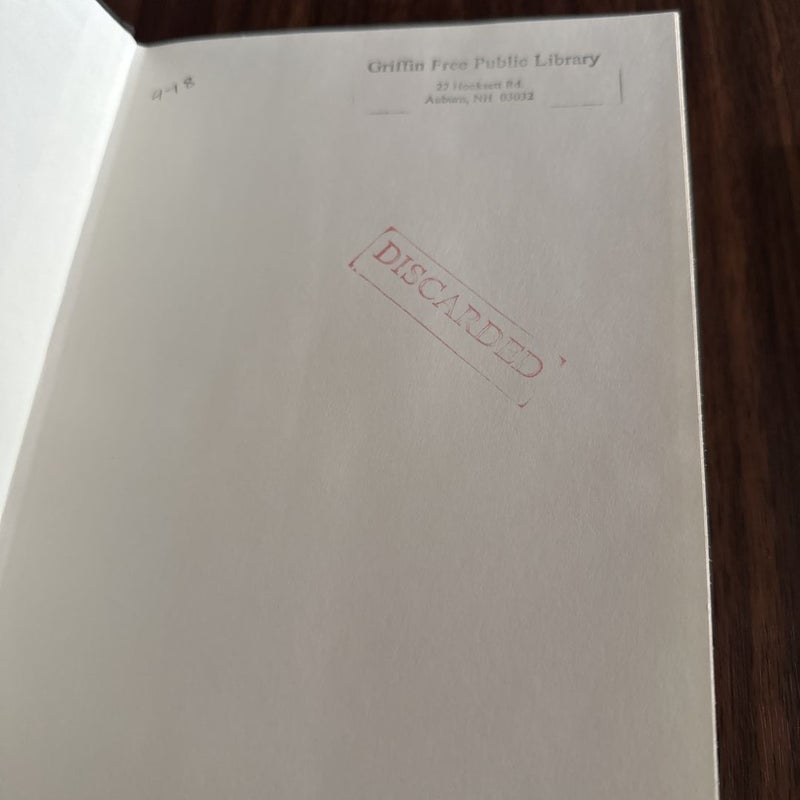 Griffin Free Public Library
22 Hooksett Rd.
Auburn, NH 03032
9-18
DISCARDED